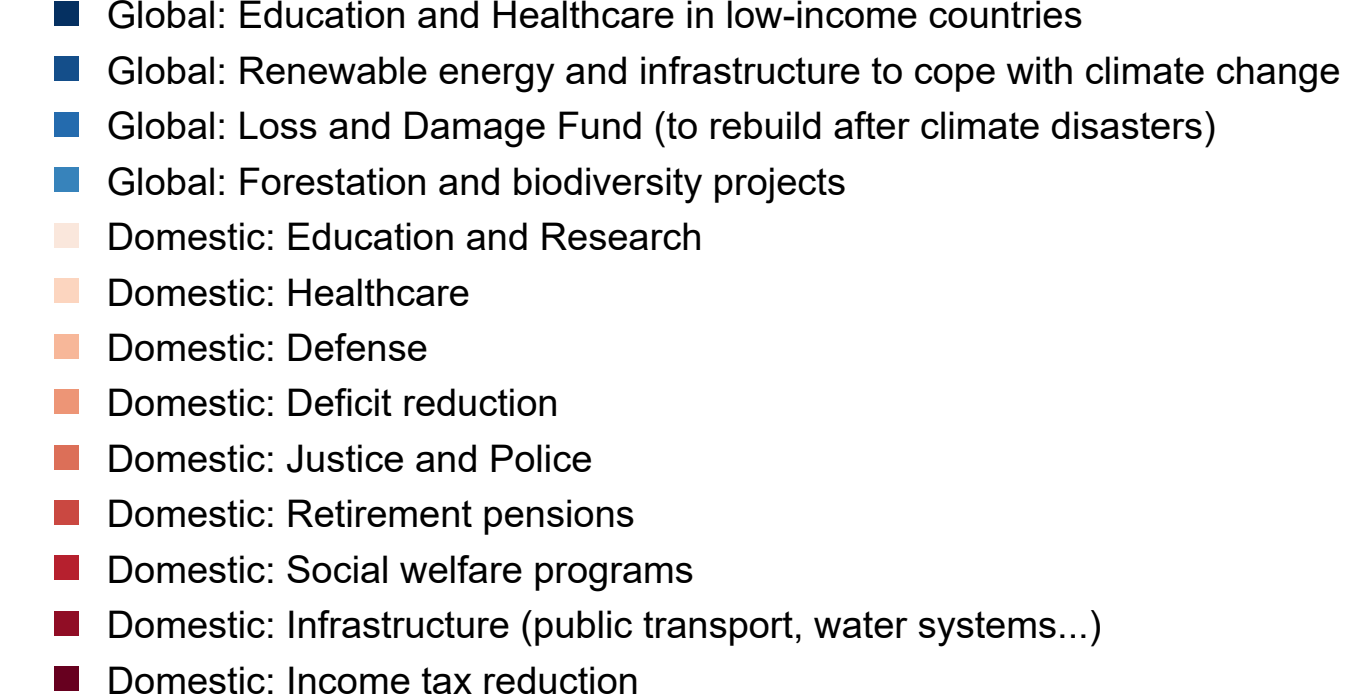 Global: Education and Healthcare in low-income countries
Global: Renewable energy and infrastructure to cope with climate change
Global: Loss and Damage Fund (to rebuild after climate disasters)
Global: Forestation and biodiversity projects
Domestic: Education and Research
Domestic: Healthcare
Domestic: Defense
Domestic: Deficit reduction
Domestic: Justice and Police
Domestic: Retirement pensions
Domestic: Social welfare programs
Domestic: Infrastructure (public transport, water systems...)
Domestic: Income tax reduction